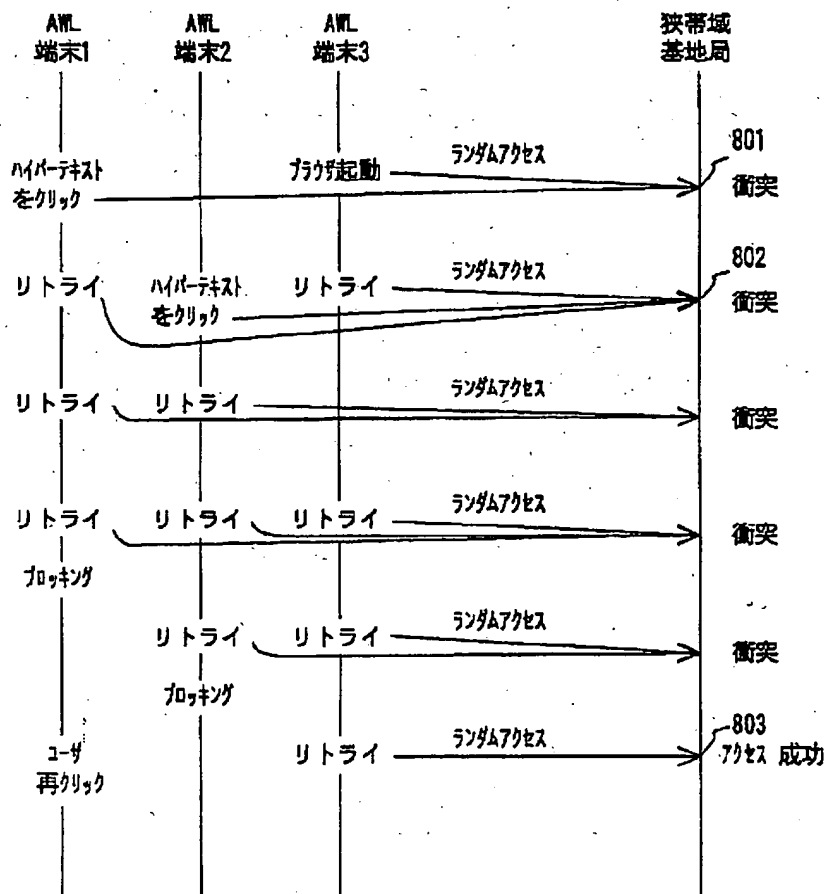 AWL
端末1
AWL
端末2
AWL
端末3
狭帯域
基地局
801
ランダムアクセス
ハイパーテキスト
をクリック
ブラウザ起動
衝突
802
ランダムアクセス
リトライ
ハイパーテキスト
をクリック
リトライ
衝突
ランダムアクセス
リトライ
リトライ
衝突
ランダムアクセス
リトライ
リトライ
リトライ
衝突
ブロッキング
ランダムアクセス
リトライ
リトライ
衝突
ブロッキング
803
ランダムアクセス
ユーザ
再クリック
リトライ
アクセス 成功